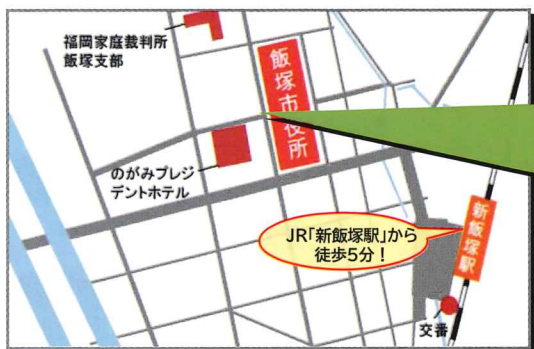 福岡家庭裁判所
飯塚支部
飯塚市役所
のがみプレジ
デントホテル
JR「新飯塚駅」から
徒歩5分！
新飯塚駅
交番